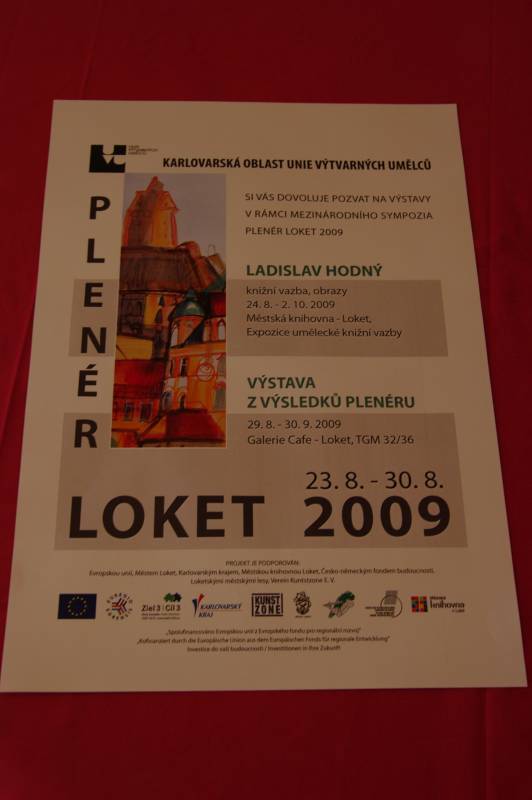 KARLOVARSKÁ OBLAST UNIE VÝTVARNÝCH UMĚLCŮ
PLENÉR
SI VÁS DOVOLUJE POZVAT NA VÝSTAVY
V RÁMCI MEZINÁRODNÍHO SYMPOZIA
PLENÉR LOKET 2009
LADISLAV HODNÝ
knižní vazba, obrazy
24. 8. - 2. 10. 2009
Městská knihovna - Loket,
Expozice umělecké knižní vazby
VÝSTAVA
Z VÝSLEDKŮ PLENÉRU
29. 8. - 30. 9. 2009
Galerie Cafe - Loket, TGM 32/36
23. 8. - 30. 8.
LOKET 2009
PROJEKT JE PODPOROVÁN:
Evropskou unií, Městem Loket, Karlovarským krajem, Městskou knihovnou Loket, Česko-německým fondem budoucnosti,
Loketskými městskými lesy, Verein Kuntstzone E. V.
Ziel 3 | Cíl 3
KARLOVARSKÝ
KRAJ
KUNST
ZONE
knihovna
„Spolufinancováno Evropskou unií z Evropského fondu pro regionální rozvoj"
„Kofinanziert durch die Europäische Union aus dem Europäischen Fonds für regionale Entwicklung"
Investice do vaší budoucnosti / Investitionen in Ihre Zukunft